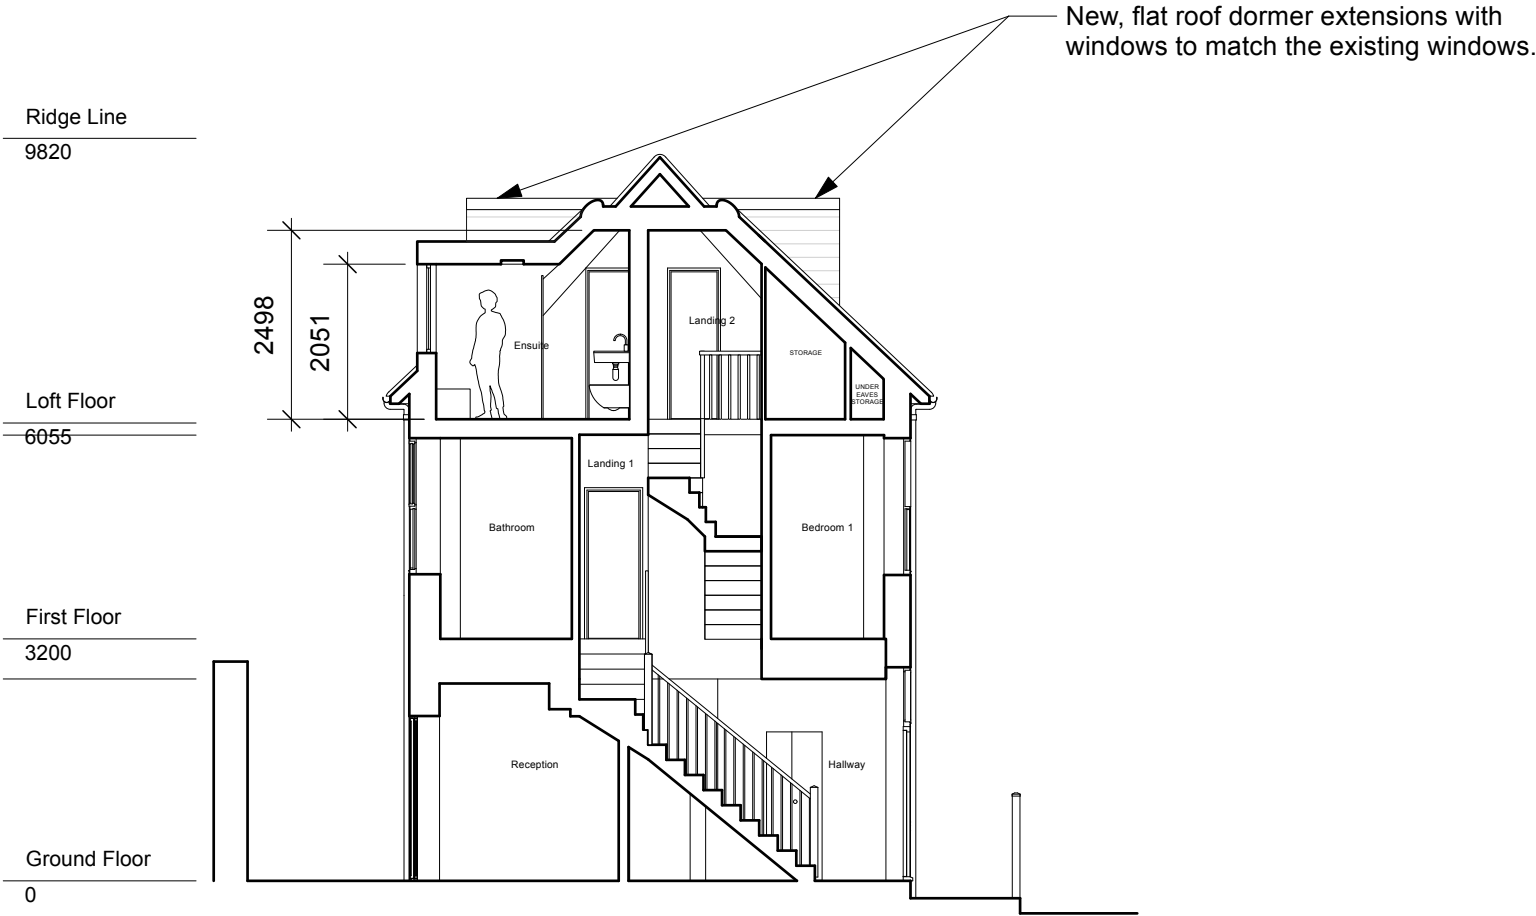 New, flat roof dormer extensions with
windows to match the existing windows.
Ridge Line
9820
2498
2051
Landing 2
Ensuite
STORAGE
UNDER
EAVES
STORAGE
Loft Floor
6055
Landing 1
Bathroom
Bedroom 1
First Floor
3200
Reception
Hallway
Ground Floor
0